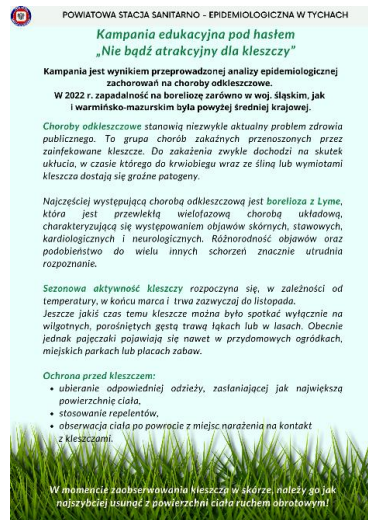 POWIATOWA STACJA SANITARNO - EPIDEMIOLOGICZNA W TYCHACH
Kampania edukacyjna pod hasłem
„Nie bądź atrakcyjny dla kleszczy”
Kampania jest wynikiem przeprowadzonej analizy epidemiologicznej
zachorowań na choroby odkleszczowe.
W 2022 r. zapadalność na boreliozę zarówno w woj. śląskim, jak
i warmińsko-mazurskim była powyżej średniej krajowej.
Choroby odkleszczowe stanowią niezwykle aktualny problem zdrowia
publicznego. To grupa chorób zakaźnych przenoszonych przez
zainfekowane kleszcze. Do zakażenia zwykle dochodzi na skutek
ukłucia, w czasie którego do krwiobiegu wraz ze śliną lub wymiotami
kleszcza dostają się groźne patogeny.
Najczęściej występującą chorobą odkleszczową jest borelioza z Lyme,
która jest przewlekłą wielofazową chorobą układową,
charakteryzującą się występowaniem objawów skórnych, stawowych,
kardiologicznych i neurologicznych. Różnorodność objawów oraz
podobieństwo do wielu innych schorzeń znacznie utrudnia
rozpoznanie.
Sezonowa aktywność kleszczy rozpoczyna się, w zależności od
temperatury, w końcu marca i trwa zazwyczaj do listopada.
Jeszcze jakiś czas temu kleszcze można było spotkać wyłącznie na
wilgotnych, porośniętych gęstą trawą łąkach lub w lasach. Obecnie
jednak pajęczaki pojawiają się nawet w przydomowych ogródkach,
miejskich parkach lub placach zabaw.
Ochrona przed kleszczem:
• ubieranie odpowiedniej odzieży, zasłaniającej jak największą
powierzchnię ciała,
• stosowanie repelentów,
• obserwacja ciała po powrocie z miejsc narażenia na kontakt
z kleszczami.
W momencie zaobserwowania kleszcza w skórze, należy go jak
najszybciej usunąć z powierzchni ciała ruchem obrotowym!